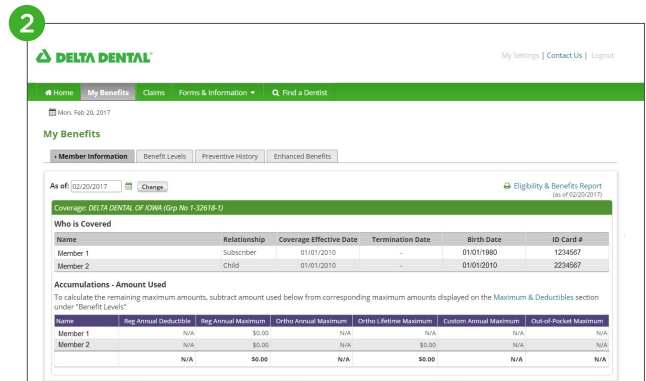 2
DELTA DENTAL®
My Settings | Contact Us | Logout
Home My Benefits Claims Forms & Information Find a Dentist
Mon. Feb 20, 2017
My Benefits
› Member Information Benefit Levels Preventive History Enhanced Benefits
As of: 02/20/2017 Change Eligibility & Benefits Report
(as of 02/20/2017)
Coverage: DELTA DENTAL OF IOWA (Grp No 1-32618-1)
Who is Covered
Name Relationship Coverage Effective Date Termination Date Birth Date ID Card #
Member 1 Subscriber 01/01/2010 - 01/01/1980 1234567
Member 2 Child 01/01/2010 - 01/01/2010 2234567
Accumulations - Amount Used
To calculate the remaining maximum amounts, subtract amount used below from corresponding maximum amounts displayed on the Maximum & Deductibles section
under "Benefit Levels"
Name Reg Annual Deductible Reg Annual Maximum Ortho Annual Maximum Ortho Lifetime Maximum Custom Annual Maximum Out-of-Pocket Maximum
Member 1 N/A $0.00 N/A N/A N/A N/A
Member 2 N/A $0.00 N/A $0.00 N/A N/A
N/A $0.00 N/A $0.00 N/A N/A